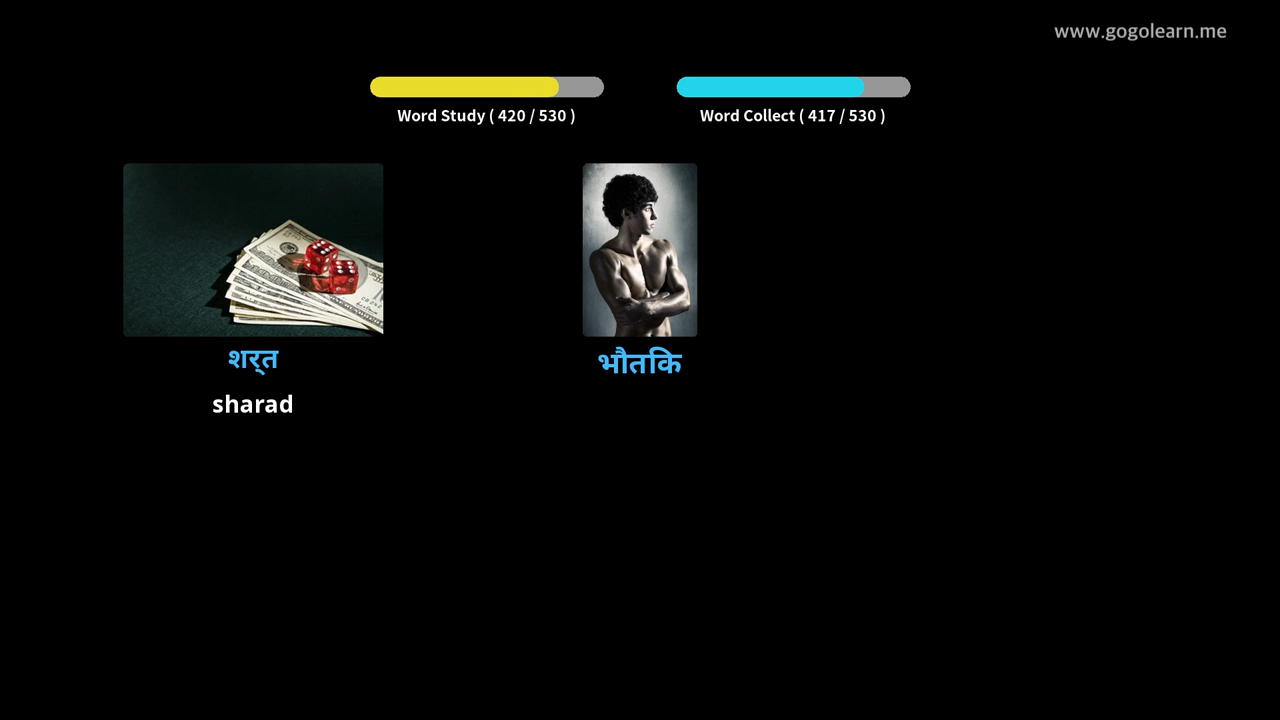 www.gogolearn.me
Word Study ( 420 / 530 )
Word Collect ( 417 / 530 )
शर्त
भौतकि
sharad